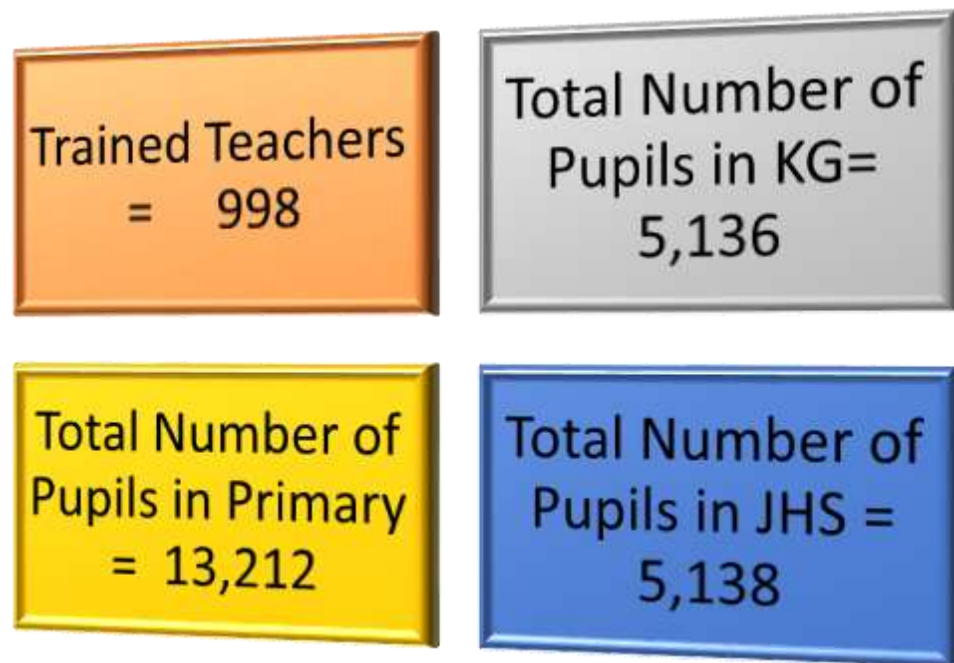 Trained Teachers
= 998
Total Number of
Pupils in KG=
5,136
Total Number of
Pupils in Primary
= 13,212
Total Number of
Pupils in JHS =
5,138